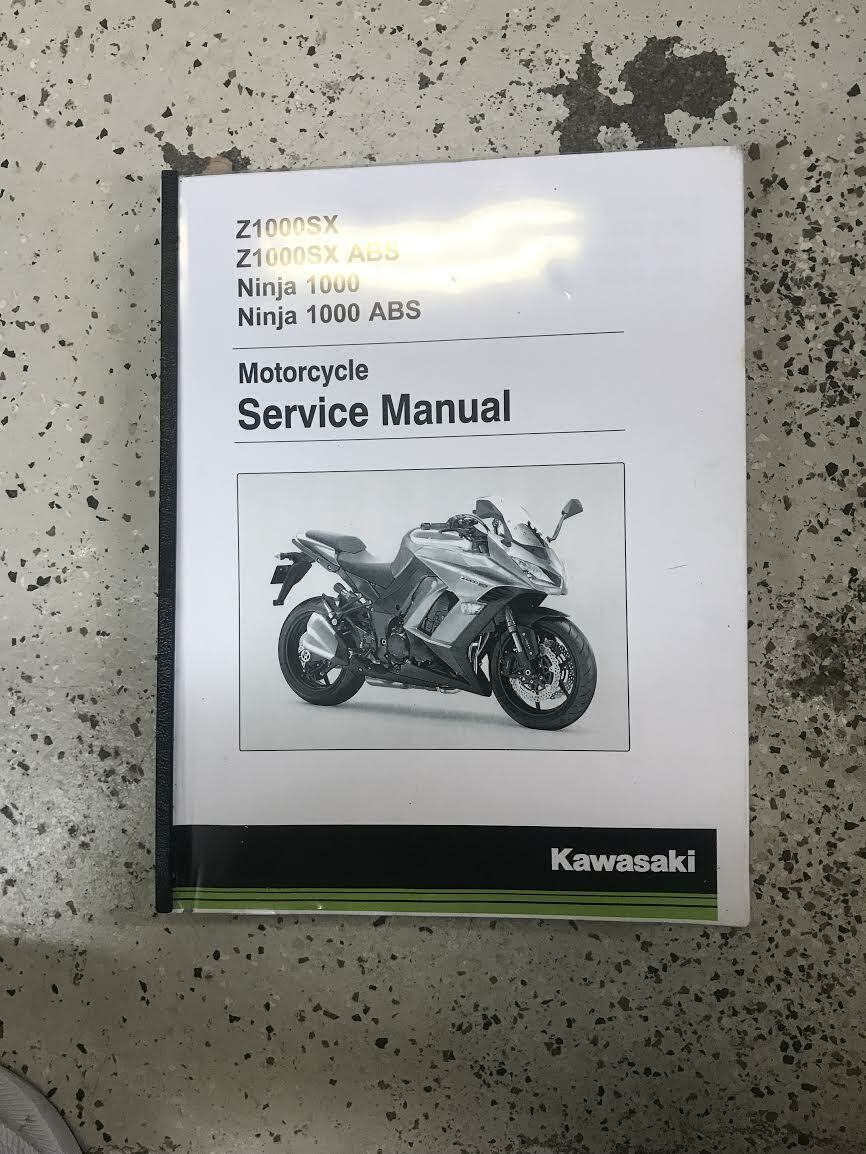 Z1000SX
Z1000SX ABS
Ninja 1000
Ninja 1000 ABS
Motorcycle
Service Manual
Kawasaki